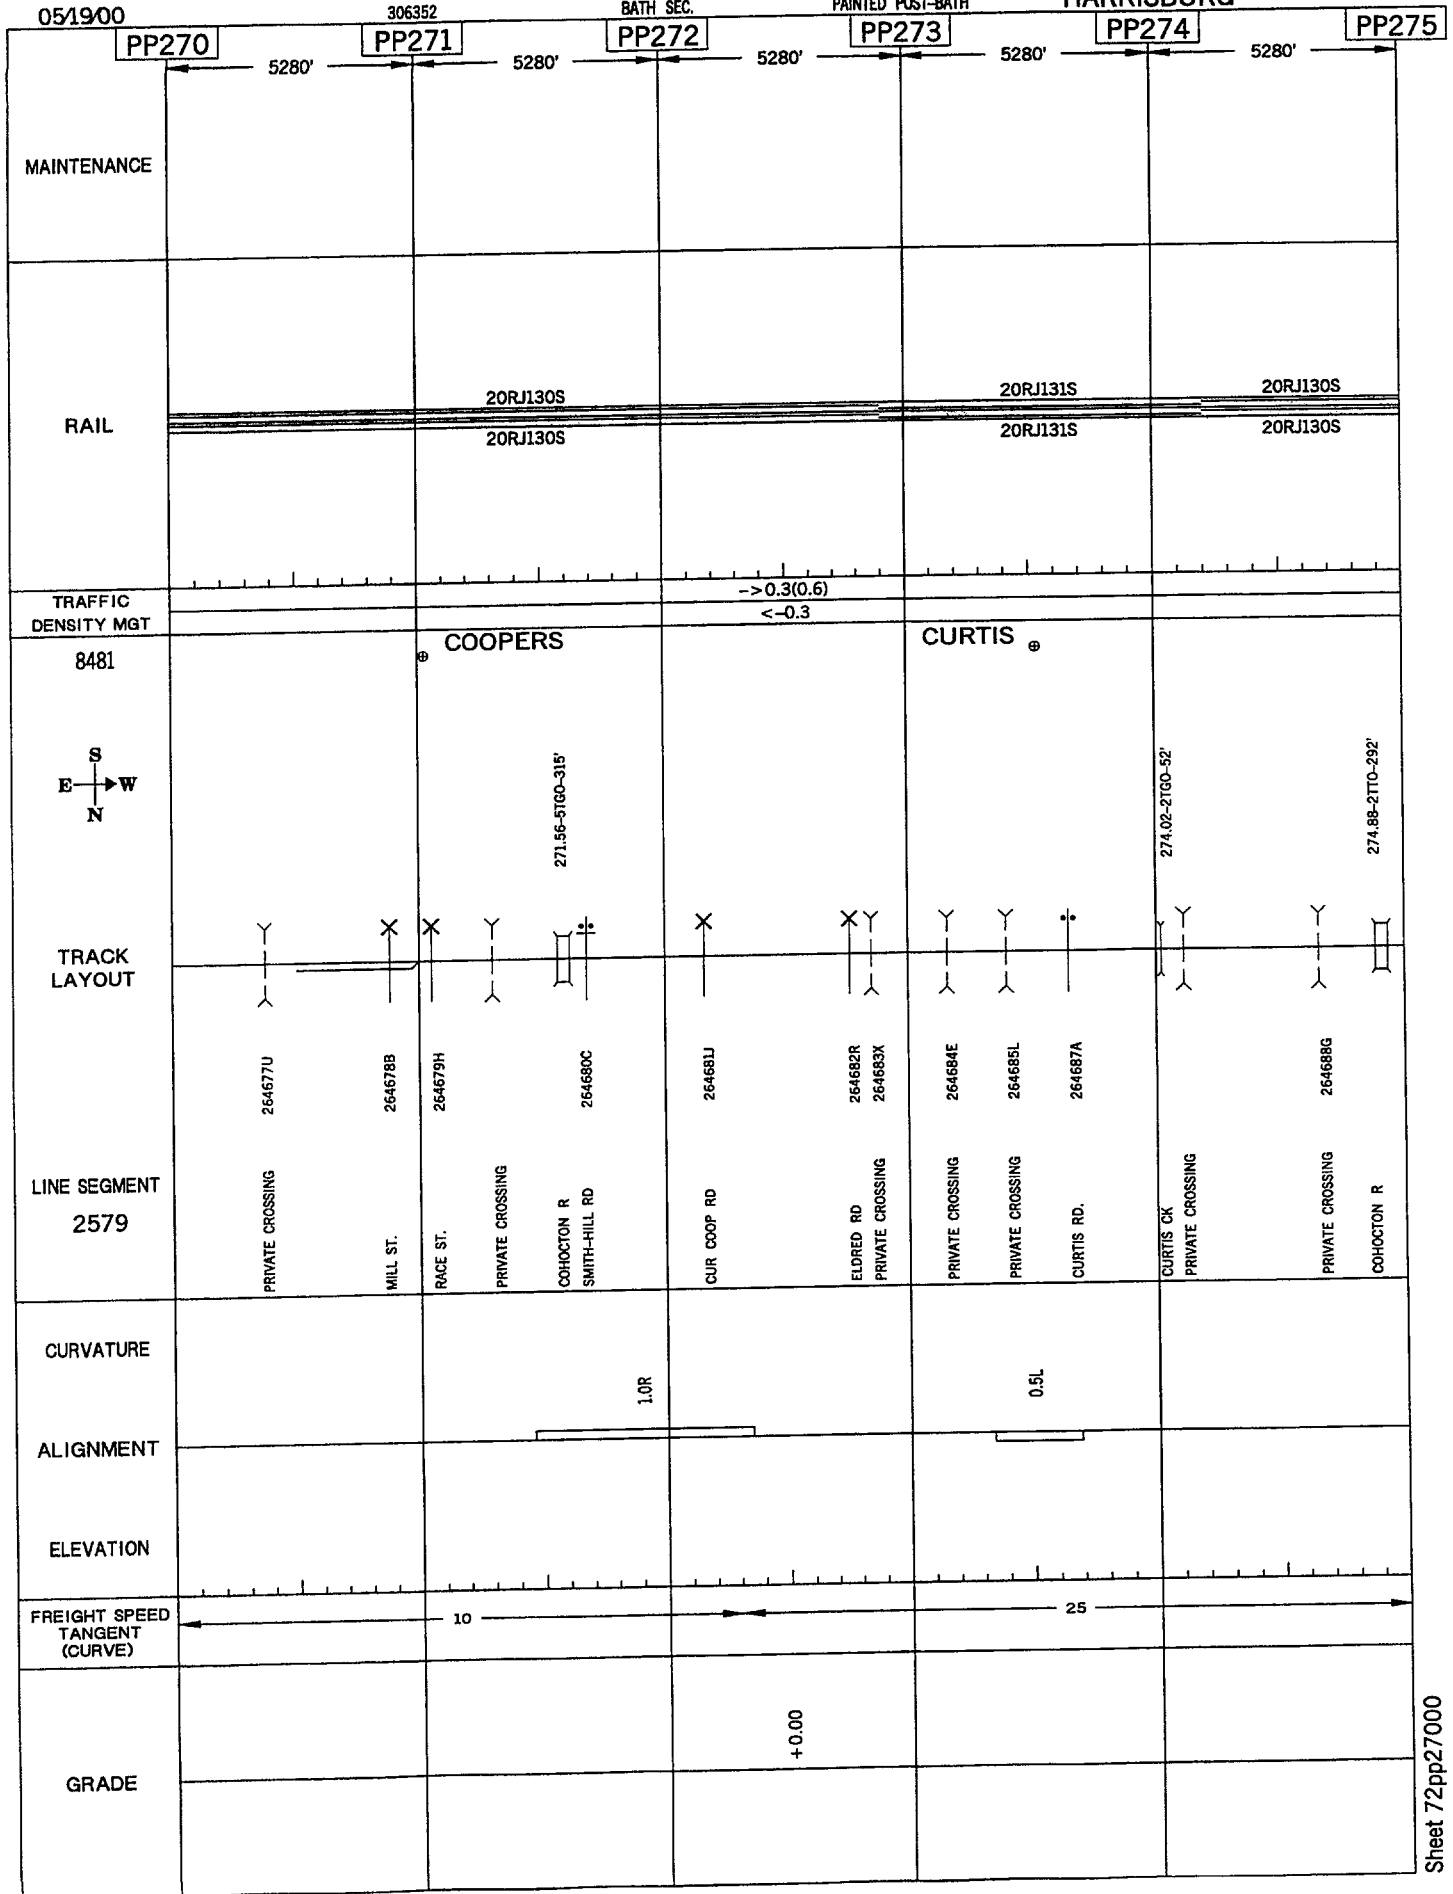 05/19/00
306352
BATH SEC.
PAINTED POST-BATH
HARRISBURG
PP270
PP271
PP272
PP273
PP274
PP275
5280'
5280'
5280'
5280'
5280'
MAINTENANCE
RAIL
20RJ130S
20RJ131S
20RJ130S
20RJ130S
20RJ131S
20RJ130S
TRAFFIC
DENSITY MGT
->0.3(0.6)
<-0.3
8481
COOPERS
CURTIS
S
E W
N
271.56-5TGO-315'
274.02-2TGO-52'
274.88-2TTO-292'
TRACK
LAYOUT
264677U
264678B
264679H
264680C
264681J
264682R
264683X
264684E
264685L
264687A
264688G
LINE SEGMENT
2579
PRIVATE CROSSING
MILL ST.
RACE ST.
PRIVATE CROSSING
COHOCTON R
SMITH-HILL RD
CUR COOP RD
ELDRED RD
PRIVATE CROSSING
PRIVATE CROSSING
PRIVATE CROSSING
CURTIS RD.
CURTIS CK
PRIVATE CROSSING
PRIVATE CROSSING
COHOCTON R
CURVATURE
1.0R
0.5L
ALIGNMENT
ELEVATION
FREIGHT SPEED
TANGENT
(CURVE)
10
25
GRADE
+0.00
Sheet 72pp27000